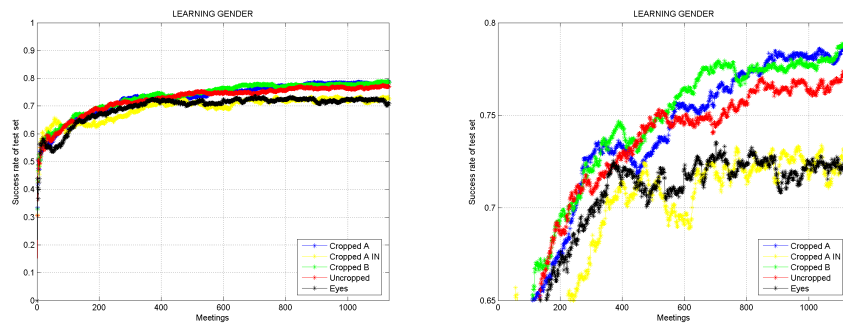 LEARNING GENDER
1
0.9
0.8
0.7
0.6
0.5
0.4
0.3
0.2
0.1
0
Success rate of test set
0 200 400 600 800 1000
Meetings
Cropped A
Cropped A IN
Cropped B
Uncropped
Eyes
LEARNING GENDER
0.8
0.75
0.7
0.65
Success rate of test set
0 200 400 600 800 1000
Meetings
Cropped A
Cropped A IN
Cropped B
Uncropped
Eyes